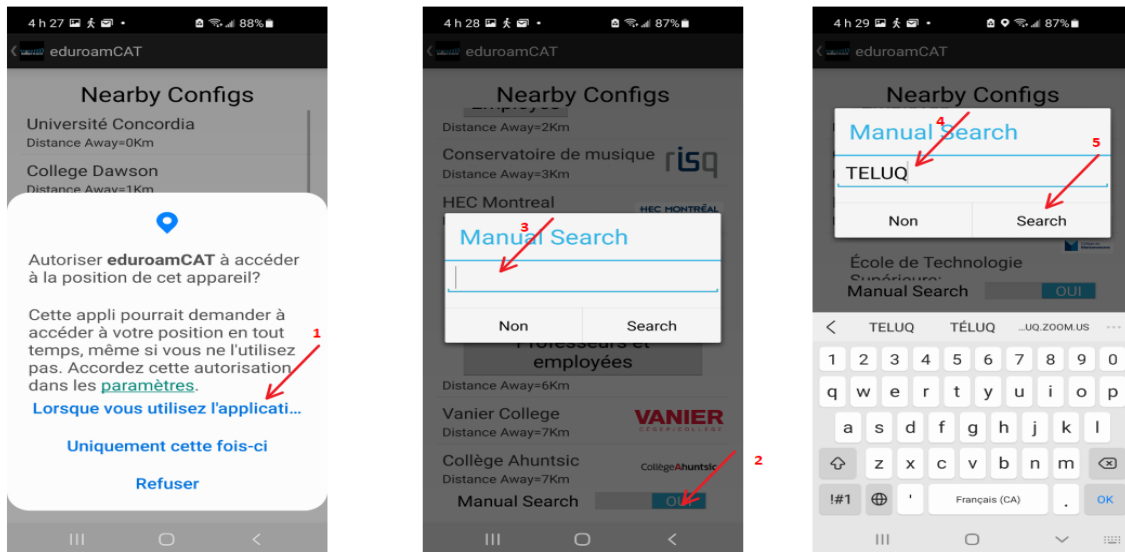 4 h 27
88%
eduroamCAT
Nearby Configs
Université Concordia
Distance Away=0Km
College Dawson
Distance Away=1Km
Autoriser eduroamCAT à accéder
à la position de cet appareil?
Cette appli pourrait demander à
accéder à votre position en tout
temps, même si vous ne l'utilisez
pas. Accordez cette autorisation
dans les paramètres.
1
Lorsque vous utilisez l'applicati...
Uniquement cette fois-ci
Refuser
4 h 28
87%
eduroamCAT
Nearby Configs
Employés
Distance Away=2Km
Conservatoire de musique
risq
Distance Away=3Km
HEC Montreal
HEC MONTRÉAL
Manual Search
3
Non
Search
Professeurs et
employées
Distance Away=6Km
Vanier College
VANIER
CÉGEP/COLLEGE
Distance Away=7Km
Collège Ahuntsic
CollègeAhuntsic
Distance Away=7Km
2
Manual Search
OUI
4 h 29
87%
eduroamCAT
Nearby Configs
4
Manual Search
5
TELUQ
Non
Search
École de Technologie
Supérieure:
Manual Search
OUI
TELUQ
TÉLUQ
...UQ.ZOOM.US
1 2 3 4 5 6 7 8 9 0
q w e r t y u i o p
a s d f g h j k l
z x c v b n m
!#1
'
Français (CA)
.
OK